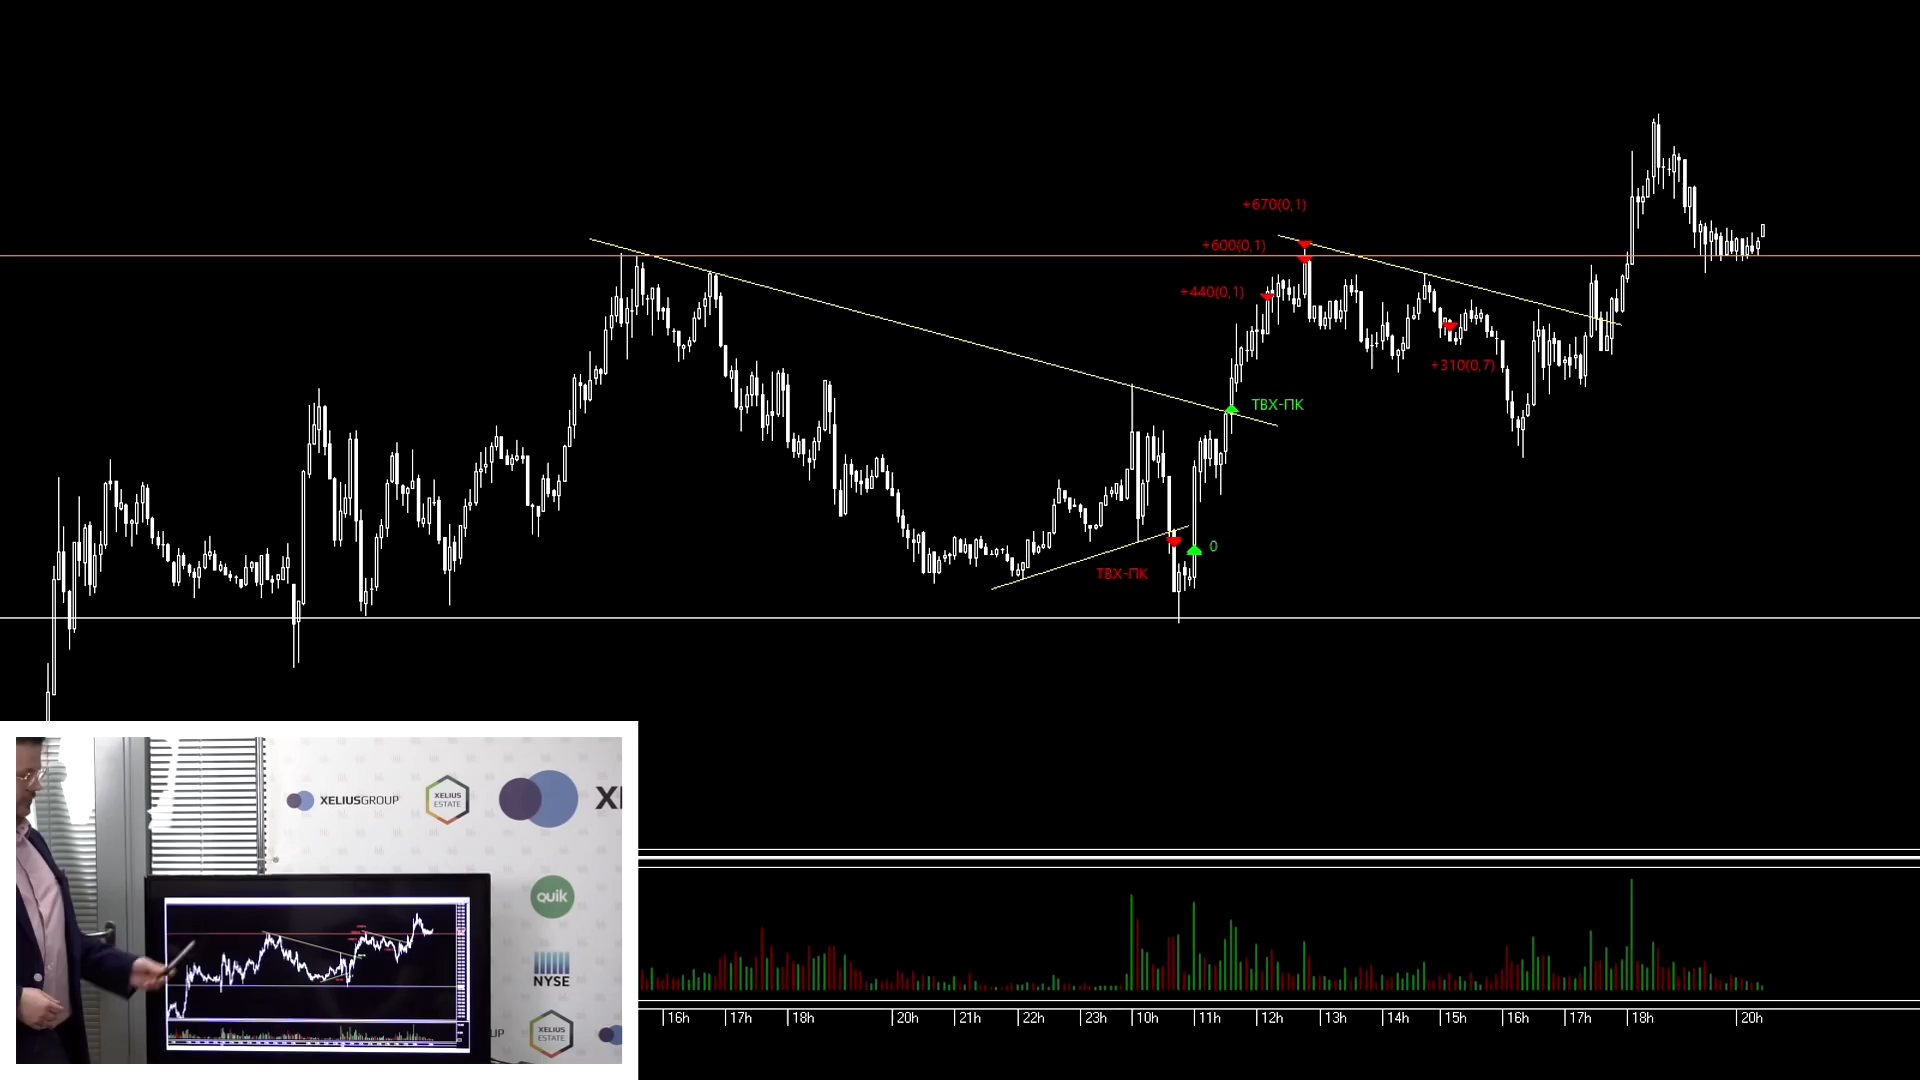 +670(0,1)
+600(0,1)
+440(0,1)
+310(0,7)
ТВХ-ПК
0
ТВХ-ПК
XELIUSGROUP
XELIUS
ESTATE
quik
NYSE
XELIUS
ESTATE
16h 17h 18h 20h 21h 22h 23h 10h 11h 12h 13h 14h 15h 16h 17h 18h 20h